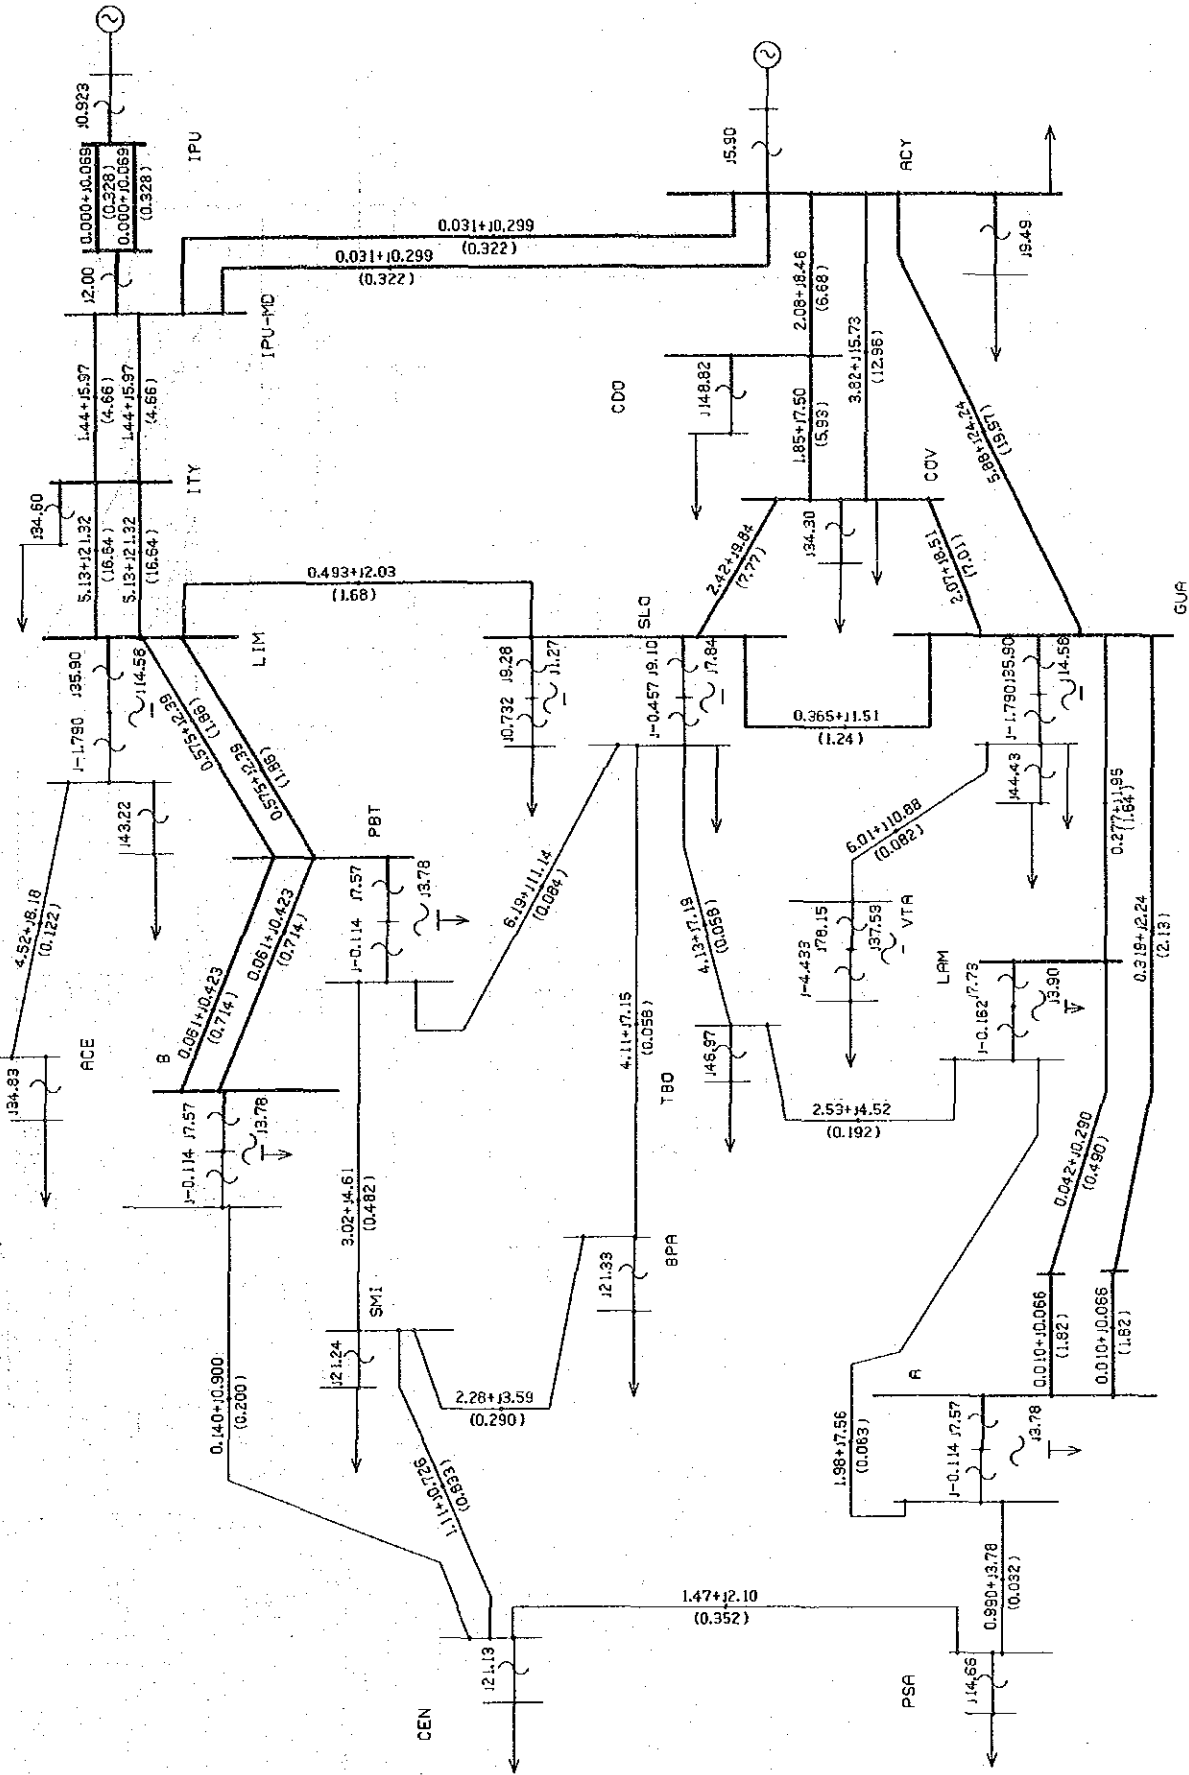 j0.923
0.000+j0.069
(0.328)
0.000+j0.069
(0.328)
IPU
j2.00
IPU-MD
0.031+j0.299
(0.322)
0.031+j0.299
(0.322)
j5.90
ACY
j9.49
1.44+j5.97
(4.66)
1.44+j5.97
(4.66)
ITY
j34.60
5.13+j21.32
(16.64)
5.13+j21.32
(16.64)
LIM
j35.90
j14.58
j-1.790
j43.22
0.493+j2.03
(1.68)
0.575+j2.39
(1.86)
0.575+j2.39
(1.86)
4.52+j8.18
(0.122)
ACE
j34.83
PBT
j7.57
j3.78
j-0.114
0.061+j0.423
(0.714)
0.061+j0.423
(0.714)
B
j7.57
j3.78
j-0.114
2.08+j8.46
(6.68)
3.82+j15.73
(12.96)
5.88+j24.24
(19.97)
CDO
j148.82
1.85+j7.50
(5.93)
COV
j34.30
2.42+j9.84
(7.77)
2.07+j8.51
(7.01)
SLO
j9.28
j1.27
j0.732
j9.10
j7.84
j-0.457
0.365+j1.51
(1.24)
GUA
j35.90
j14.58
j-1.790
j44.43
6.01+j10.88
(0.082)
VTA
j78.15
j37.53
j-4.433
0.277+j1.95
(1.64)
0.319+j2.24
(2.13)
LAM
j7.73
j3.90
j-0.162
6.19+j11.14
(0.084)
4.11+j7.15
(0.058)
4.13+j7.19
(0.058)
TBO
j46.97
2.53+j4.52
(0.192)
0.042+j0.290
(0.490)
0.010+j0.066
(1.82)
0.010+j0.066
(1.82)
A
j7.57
j3.78
j-0.114
1.98+j7.56
(0.063)
0.990+j3.78
(0.032)
PSA
j14.66
1.47+j2.10
(0.352)
BPA
j21.33
3.02+j4.61
(0.482)
SMI
j21.24
2.28+j3.59
(0.290)
1.11+j0.726
(0.833)
0.140+j0.900
(0.200)
CEN
j21.13